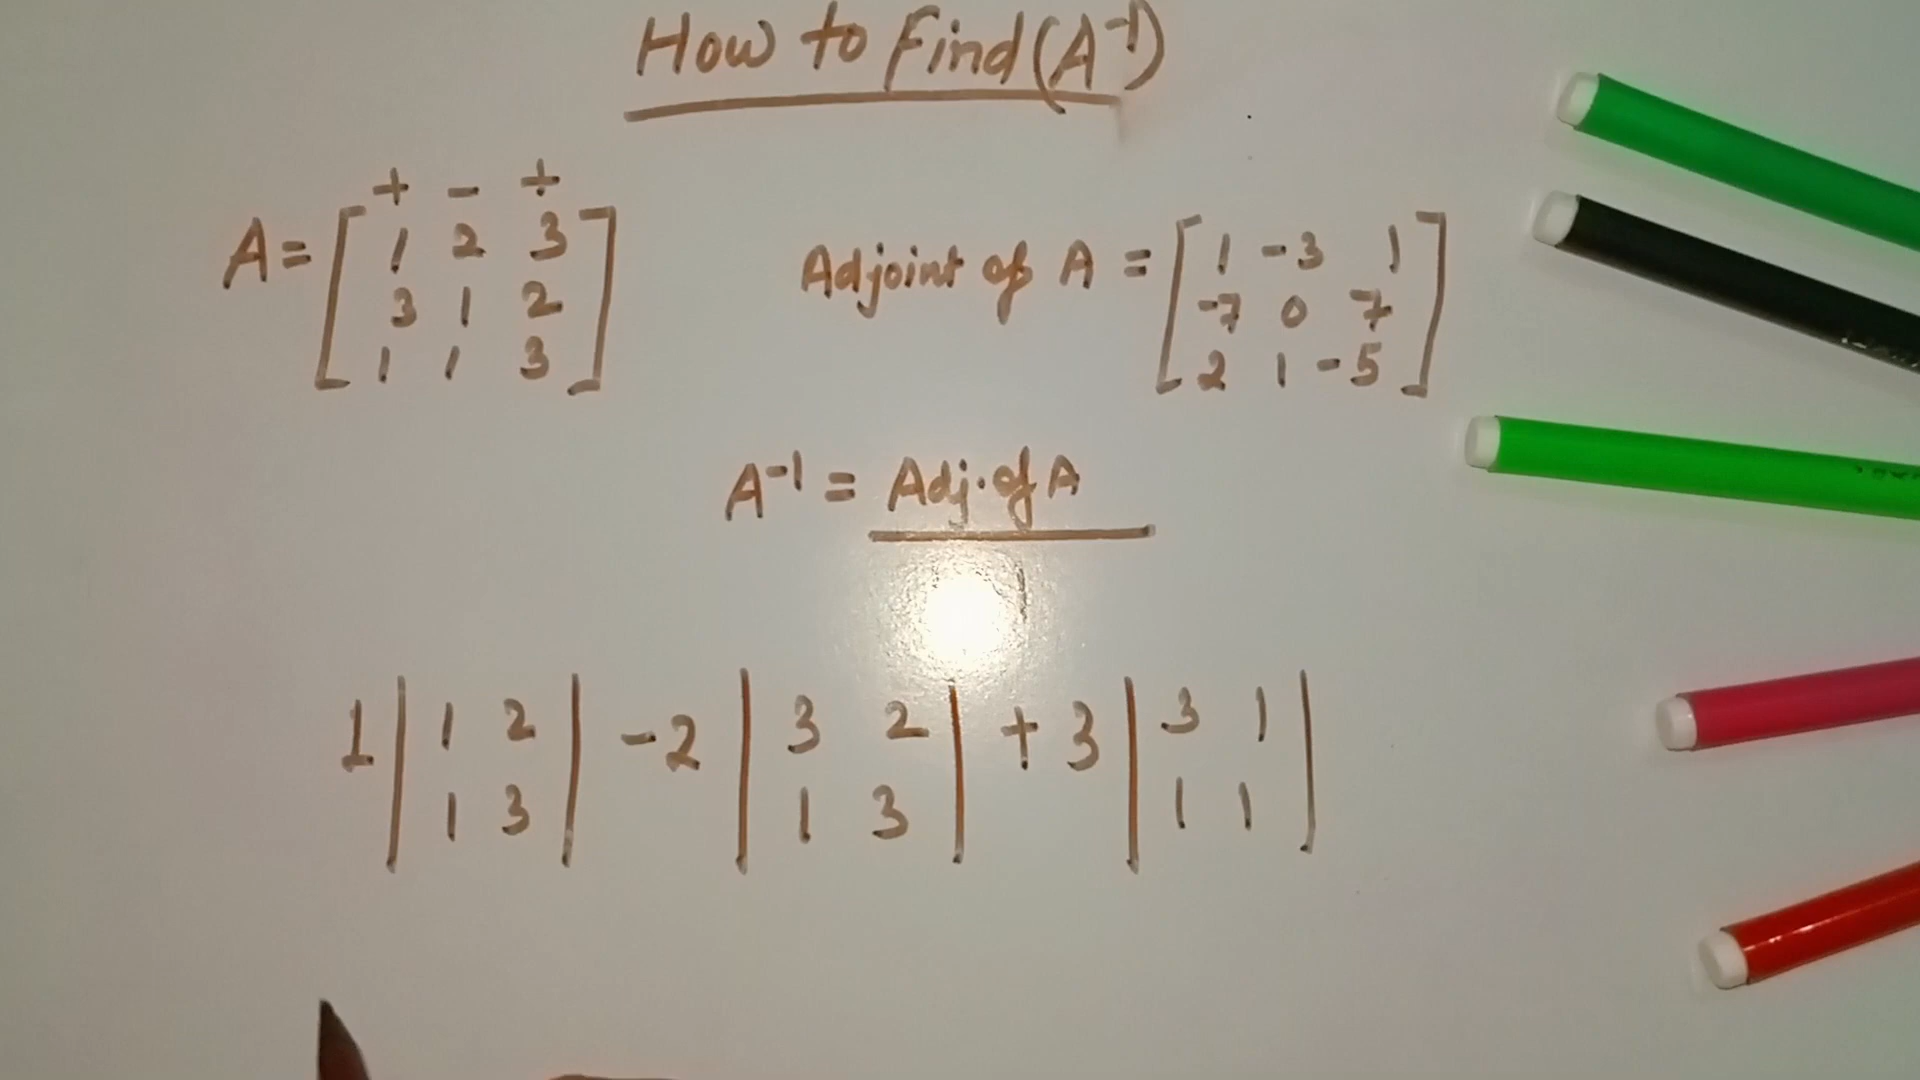 How to Find (A⁻¹)
+ - +
A = [ 1 2 3
3 1 2
1 1 3 ]
Adjoint of A = [ 1 -3 1
-7 0 7
2 1 -5 ]
A⁻¹ = Adj. of A
1 | 1 2 | - 2 | 3 2 | + 3 | 3 1 |
| 1 3 | | 1 3 | | 1 1 |